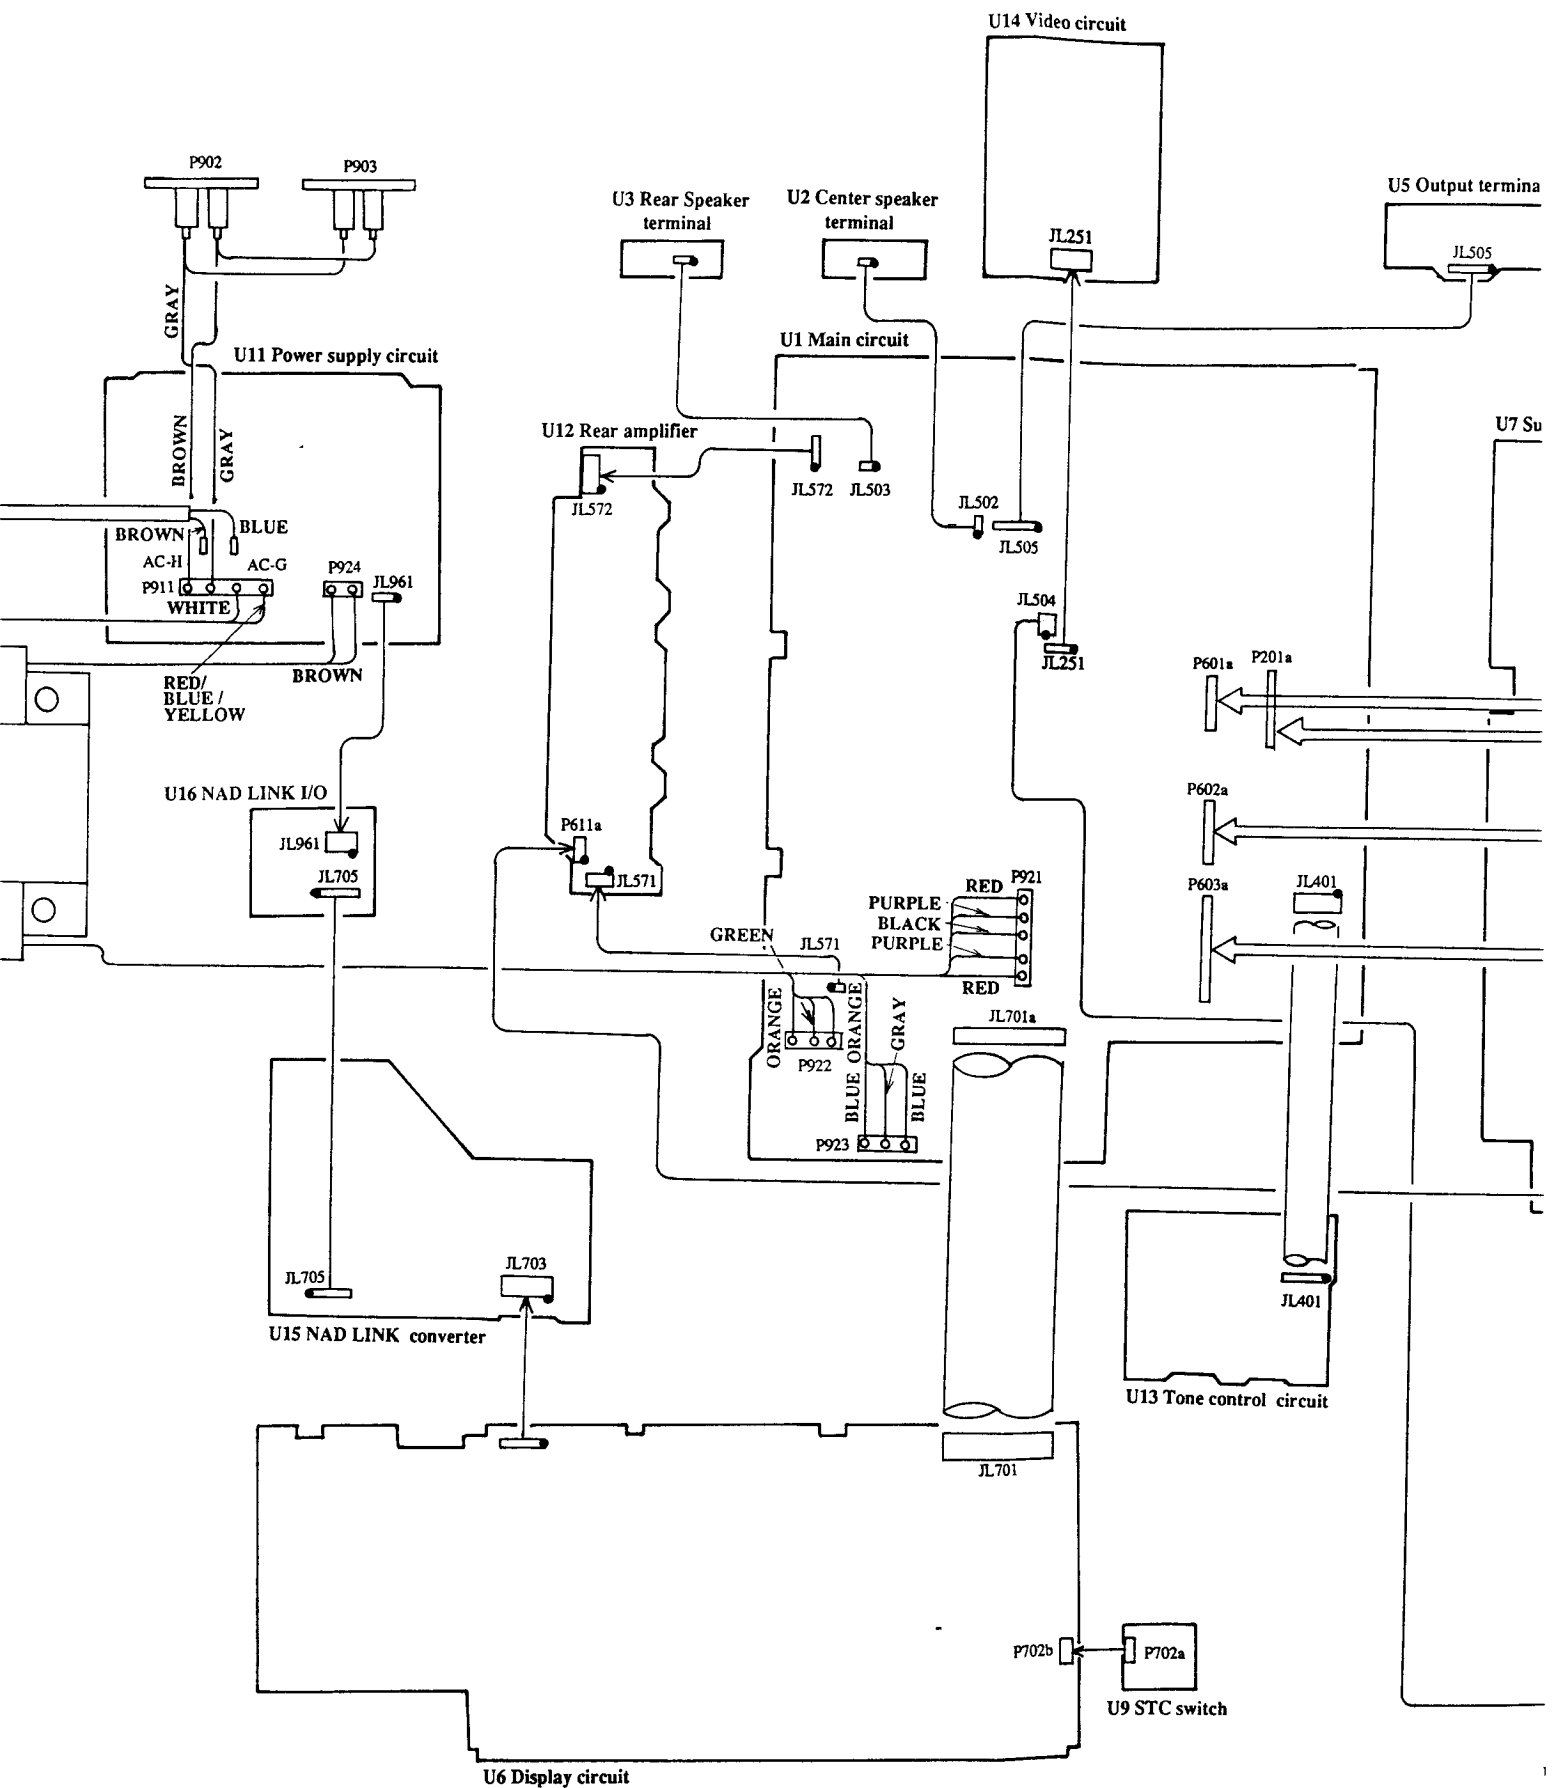 U14 Video circuit
P902
P903
U3 Rear Speaker
terminal
U2 Center speaker
terminal
U5 Output termina
JL251
JL505
GRAY
U11 Power supply circuit
U1 Main circuit
BROWN
GRAY
U12 Rear amplifier
U7 Su
JL572
JL572
JL503
JL502
JL505
BROWN
BLUE
AC-H
AC-G
P911
P924
JL961
WHITE
JL504
JL251
BROWN
RED/
BLUE /
YELLOW
P601a
P201a
U16 NAD LINK I/O
P602a
JL961
P611a
JL705
JL571
P921
RED
PURPLE
BLACK
PURPLE
RED
P603a
JL401
GREEN
JL571
ORANGE
ORANGE
GRAY
P922
BLUE
BLUE
P923
JL701a
JL705
JL703
U15 NAD LINK converter
JL401
U13 Tone control circuit
JL701
P702b
P702a
U9 STC switch
U6 Display circuit